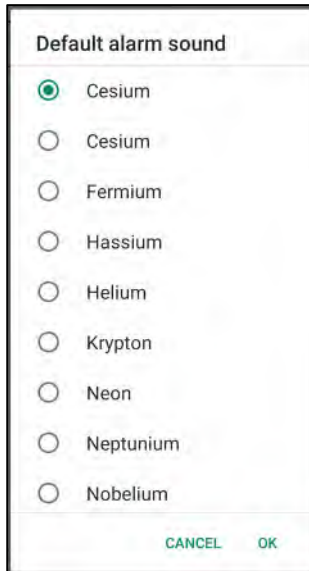 Default alarm sound
Cesium
Cesium
Fermium
Hassium
Helium
Krypton
Neon
Neptunium
Nobelium
CANCEL OK